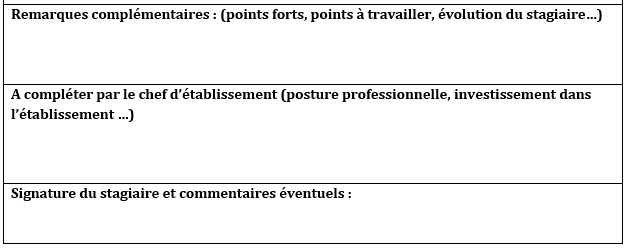 Remarques complémentaires : (points forts, points à travailler, évolution du stagiaire…)
A compléter par le chef d’établissement (posture professionnelle, investissement dans
l’établissement …)
Signature du stagiaire et commentaires éventuels :